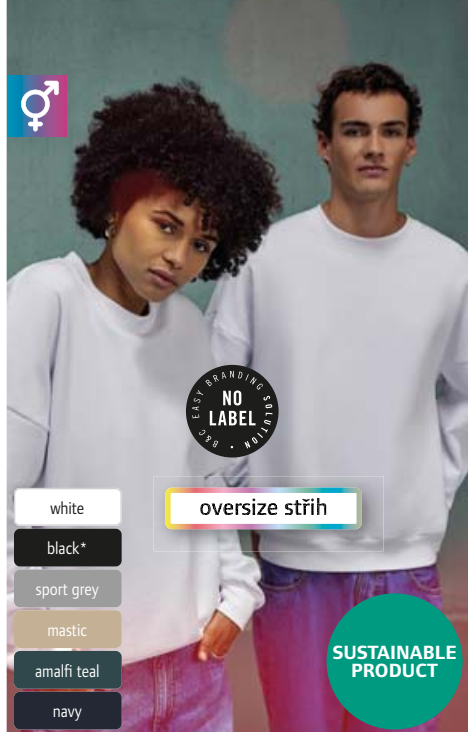 B&C EASY BRANDING SOLUTION •
NO
LABEL
oversize střih
white
black*
sport grey
mastic
amalfi teal
navy
SUSTAINABLE
PRODUCT